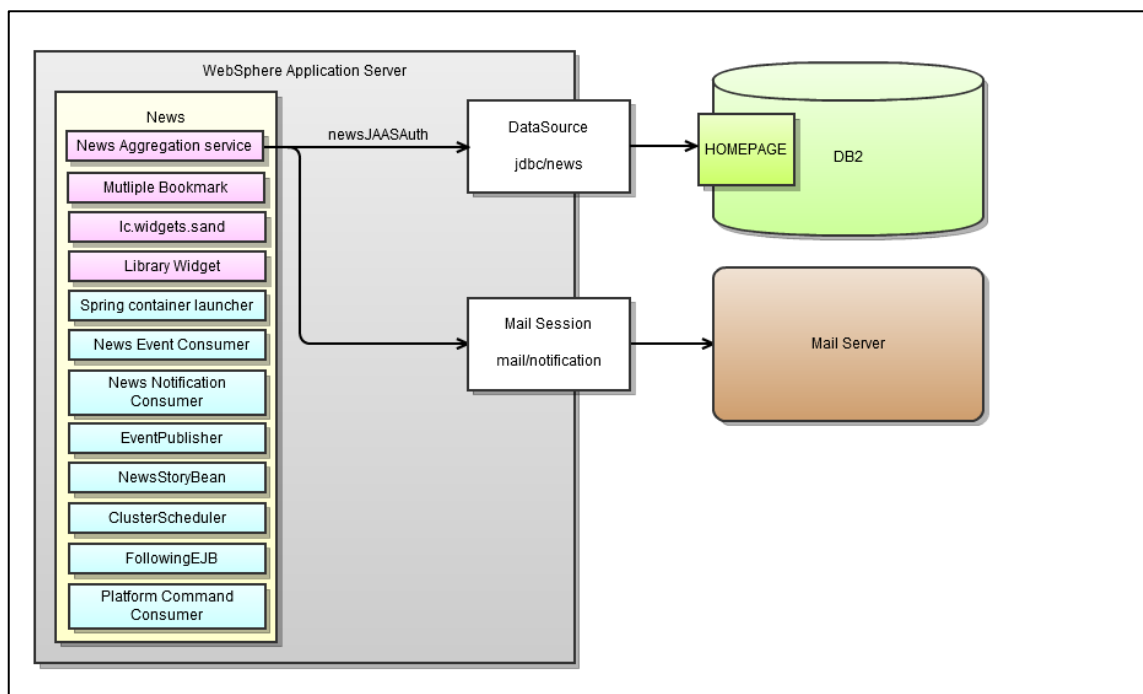 WebSphere Application Server
News
News Aggregation service
Mutliple Bookmark
lc.widgets.sand
Library Widget
Spring container launcher
News Event Consumer
News Notification
Consumer
EventPublisher
NewsStoryBean
ClusterScheduler
FollowingEJB
Platform Command
Consumer
newsJAASAuth
DataSource
jdbc/news
HOMEPAGE
DB2
Mail Session
mail/notification
Mail Server